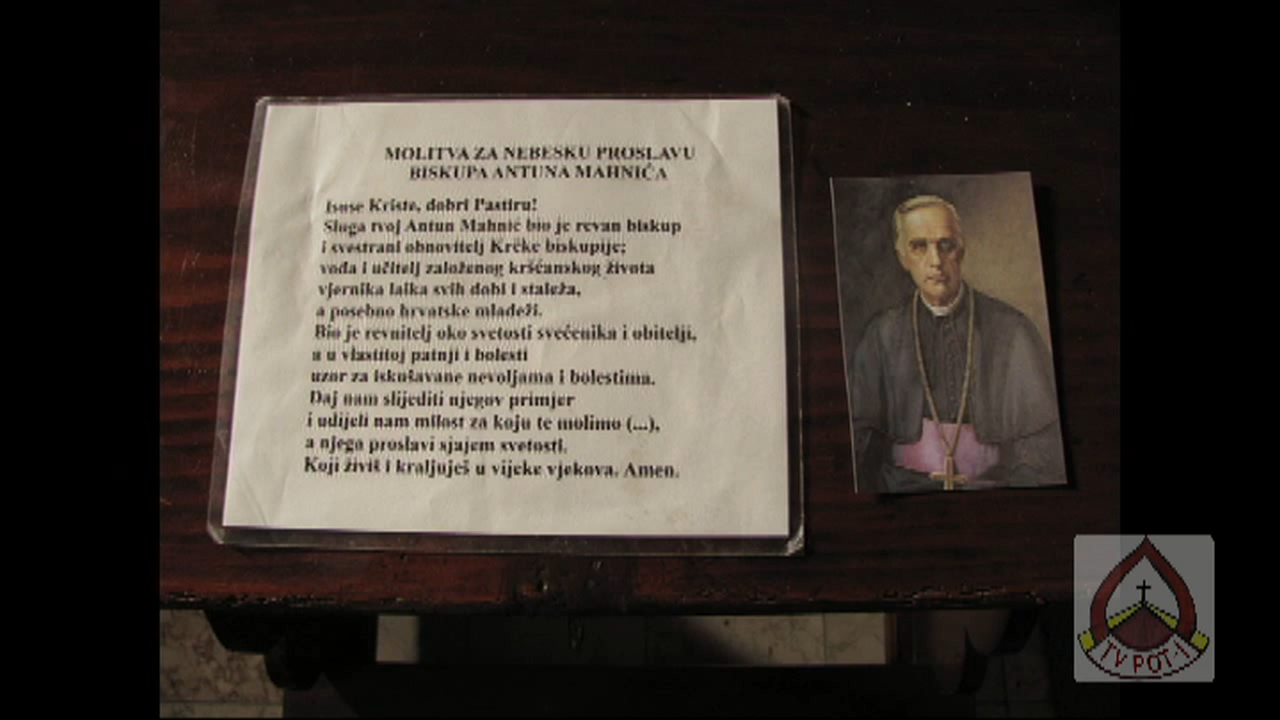 MOLITVA ZA NEBESKU PROSLAVU
BISKUPA ANTUNA MAHNIĆA
Isuse Kriste, dobri Pastiru!
Sluga tvoj Antun Mahnić bio je revan biskup
i svestrani obnovitelj Krčke biskupije;
vođa i učitelj založenog kršćanskog života
vjernika laika svih dobi i staleža,
a posebno hrvatske mladeži.
Bio je revnitelj oko svetosti svećenika i obitelji,
a u vlastitoj patnji i bolesti
uzor za iskušavane nevoljama i bolestima.
Daj nam slijediti njegov primjer
i udijeli nam milost za koju te molimo (...),
a njega proslavi sjajem svetosti.
Koji živiš i kraljuješ u vijeke vjekova. Amen.
TV POT-1